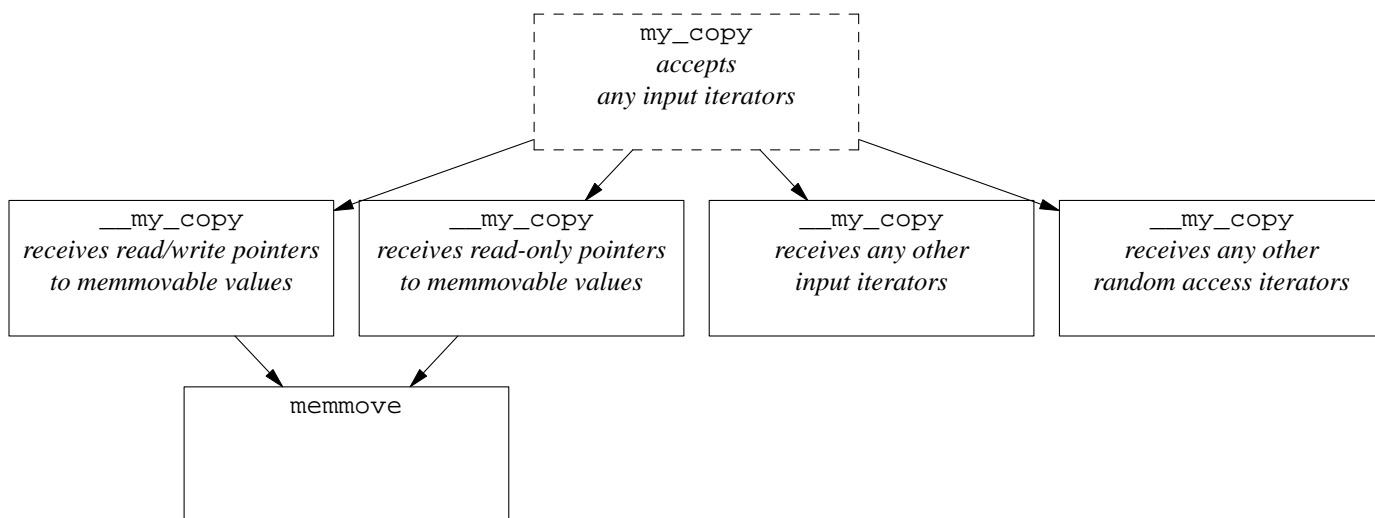 my_copy
accepts
any input iterators
__my_copy
receives read/write pointers
to memmovable values
__my_copy
receives read-only pointers
to memmovable values
__my_copy
receives any other
input iterators
__my_copy
receives any other
random access iterators
memmove